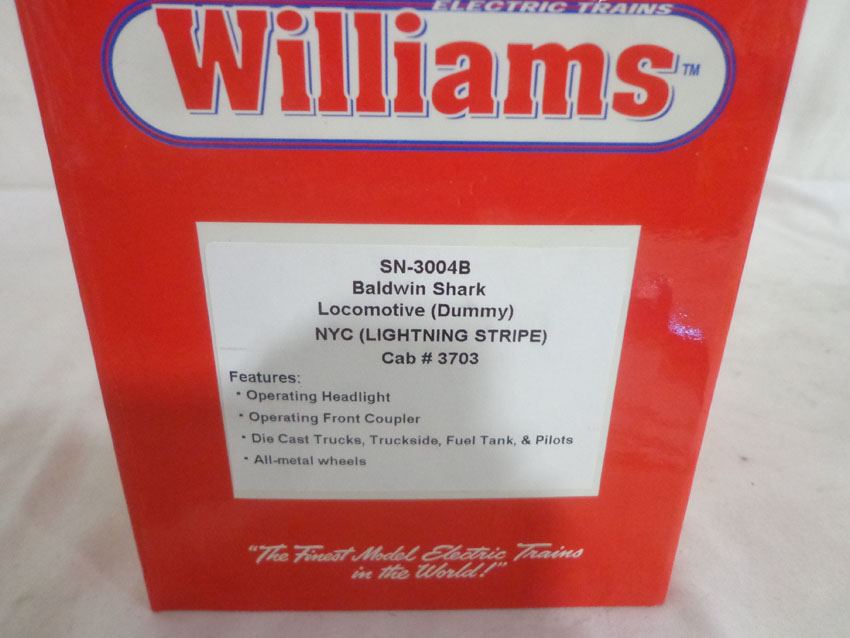 ELECTRIC TRAINS
Williams™
SN-3004B
Baldwin Shark
Locomotive (Dummy)
NYC (LIGHTNING STRIPE)
Cab # 3703
Features:
• Operating Headlight
• Operating Front Coupler
• Die Cast Trucks, Truckside, Fuel Tank, & Pilots
• All-metal wheels
"The Finest Model Electric Trains
in the World!"